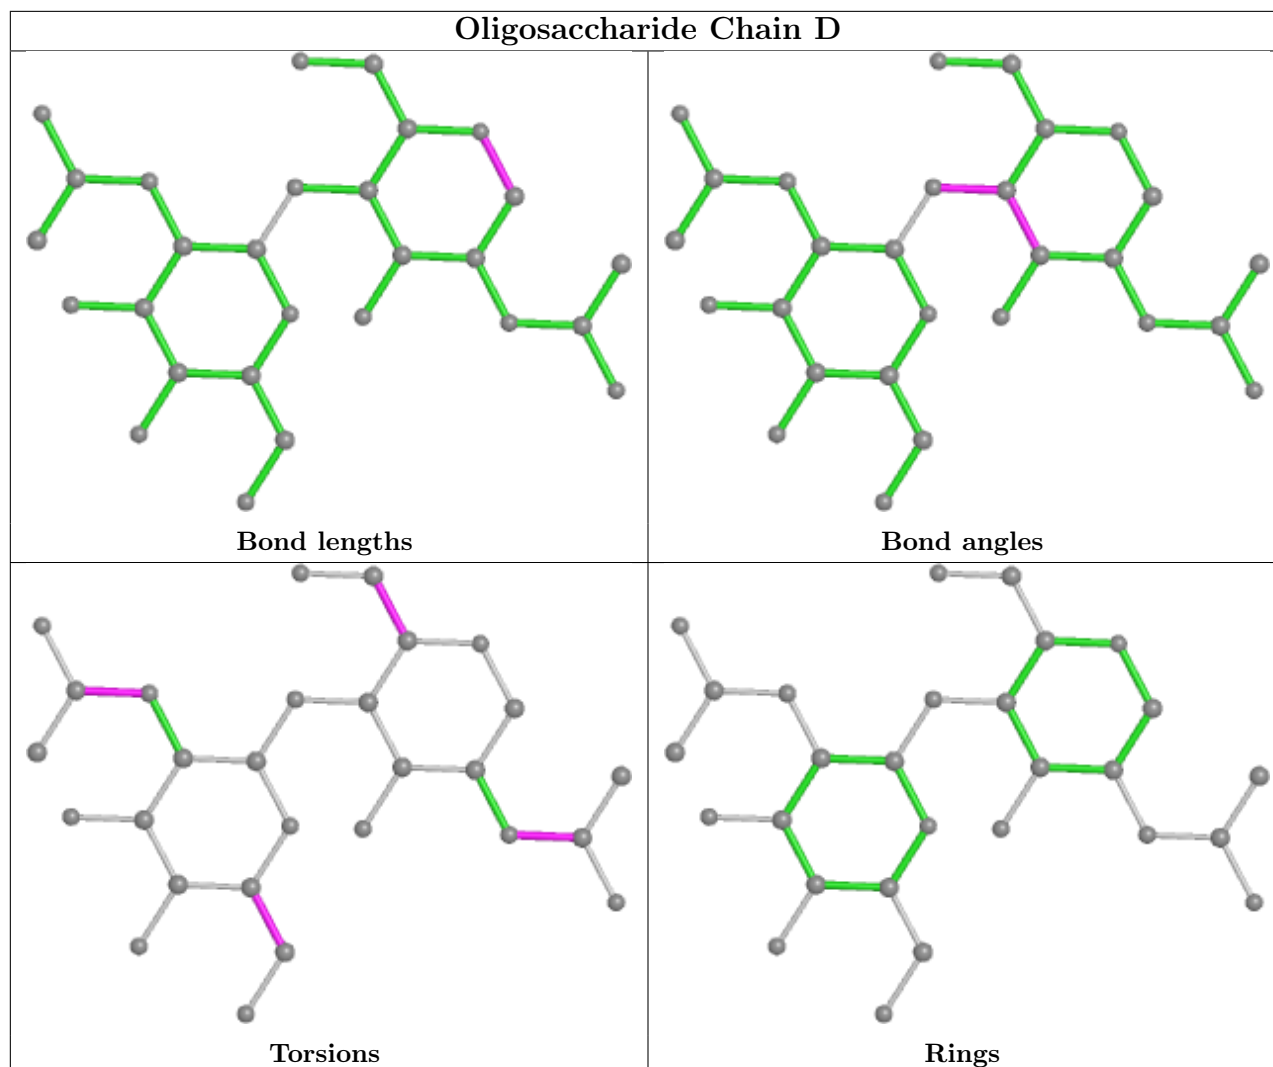 Oligosaccharide Chain D
Bond lengths
Bond angles
Torsions
Rings